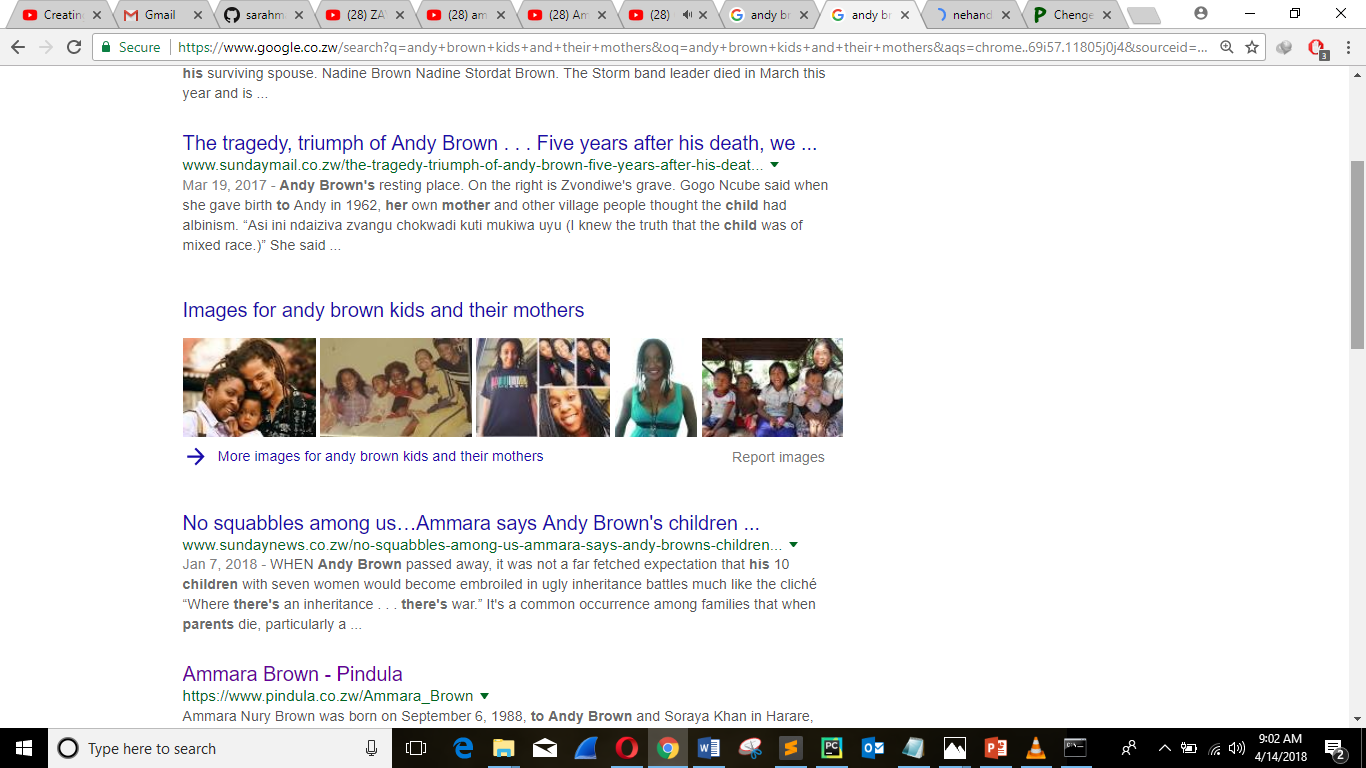 Creatin
Gmail
sarahm
(28) ZA
(28) am
(28) Am
(28)
andy br
andy br
nehand
Chenge
Secure
https://www.google.co.zw/search?q=andy+brown+kids+and+their+mothers&oq=andy+brown+kids+and+their+mothers&aqs=chrome..69i57.11805j0j4&sourceid=...
3
his surviving spouse. Nadine Brown Nadine Stordat Brown. The Storm band leader died in March this
year and is ...
The tragedy, triumph of Andy Brown . . . Five years after his death, we ...
www.sundaymail.co.zw/the-tragedy-triumph-of-andy-brown-five-years-after-his-deat...
Mar 19, 2017 - Andy Brown's resting place. On the right is Zvondiwe's grave. Gogo Ncube said when
she gave birth to Andy in 1962, her own mother and other village people thought the child had
albinism. “Asi ini ndaiziva zvangu chokwadi kuti mukiwa uyu (I knew the truth that the child was of
mixed race.)” She said ...
Images for andy brown kids and their mothers
More images for andy brown kids and their mothers
Report images
No squabbles among us…Ammara says Andy Brown's children ...
www.sundaynews.co.zw/no-squabbles-among-us-ammara-says-andy-browns-children...
Jan 7, 2018 - WHEN Andy Brown passed away, it was not a far fetched expectation that his 10
children with seven women would become embroiled in ugly inheritance battles much like the cliché
“Where there's an inheritance . . . there's war.” It's a common occurrence among families that when
parents die, particularly a ...
Ammara Brown - Pindula
https://www.pindula.co.zw/Ammara_Brown
Ammara Nury Brown was born on September 6, 1988, to Andy Brown and Soraya Khan in Harare,
Type here to search
9:02 AM
4/14/2018
2